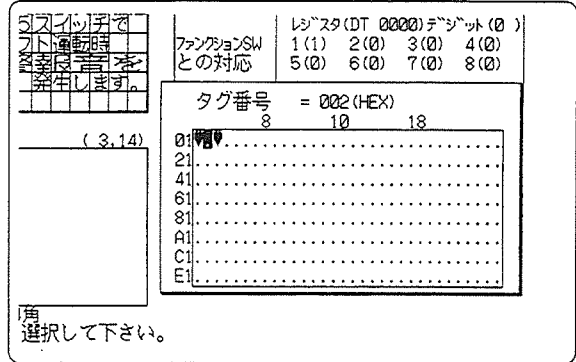 スイッチで
フト運転時
警報音を
発生します。
(3,14)
レジスタ(DT 0000)デジット(0 )
ファンクションSW
との対応
1(1) 2(0) 3(0) 4(0)
5(0) 6(0) 7(0) 8(0)
タグ番号 = 002(HEX)
8 10 18
01
21
41
61
81
A1
C1
E1
角
選択して下さい。